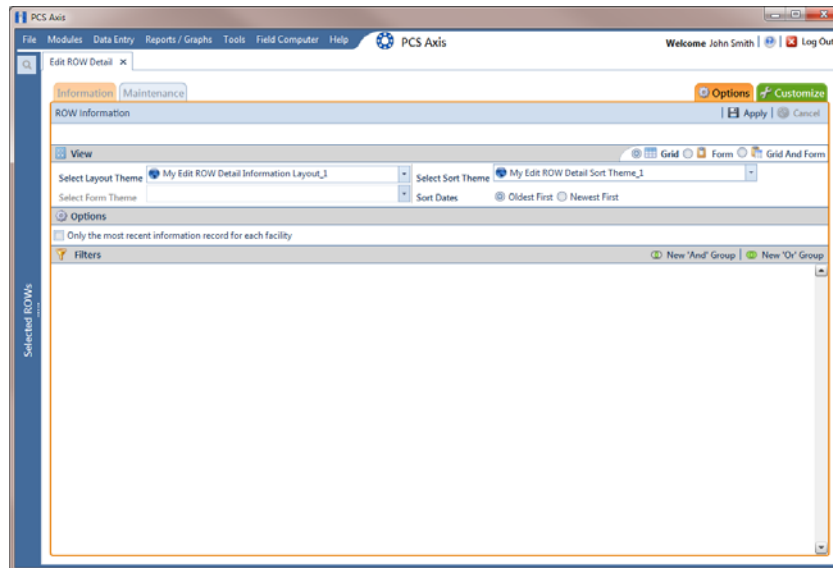 PCS Axis
File Modules Data Entry Reports / Graphs Tools Field Computer Help PCS Axis Welcome John Smith Log Out
Edit ROW Detail
Information Maintenance Options Customize
ROW Information Apply Cancel
View Grid Form Grid And Form
Select Layout Theme My Edit ROW Detail Information Layout_1 Select Sort Theme My Edit ROW Detail Sort Theme_1
Select Form Theme Sort Dates Oldest First Newest First
Options
Only the most recent information record for each facility
Filters New 'And' Group New 'Or' Group
Selected ROWs